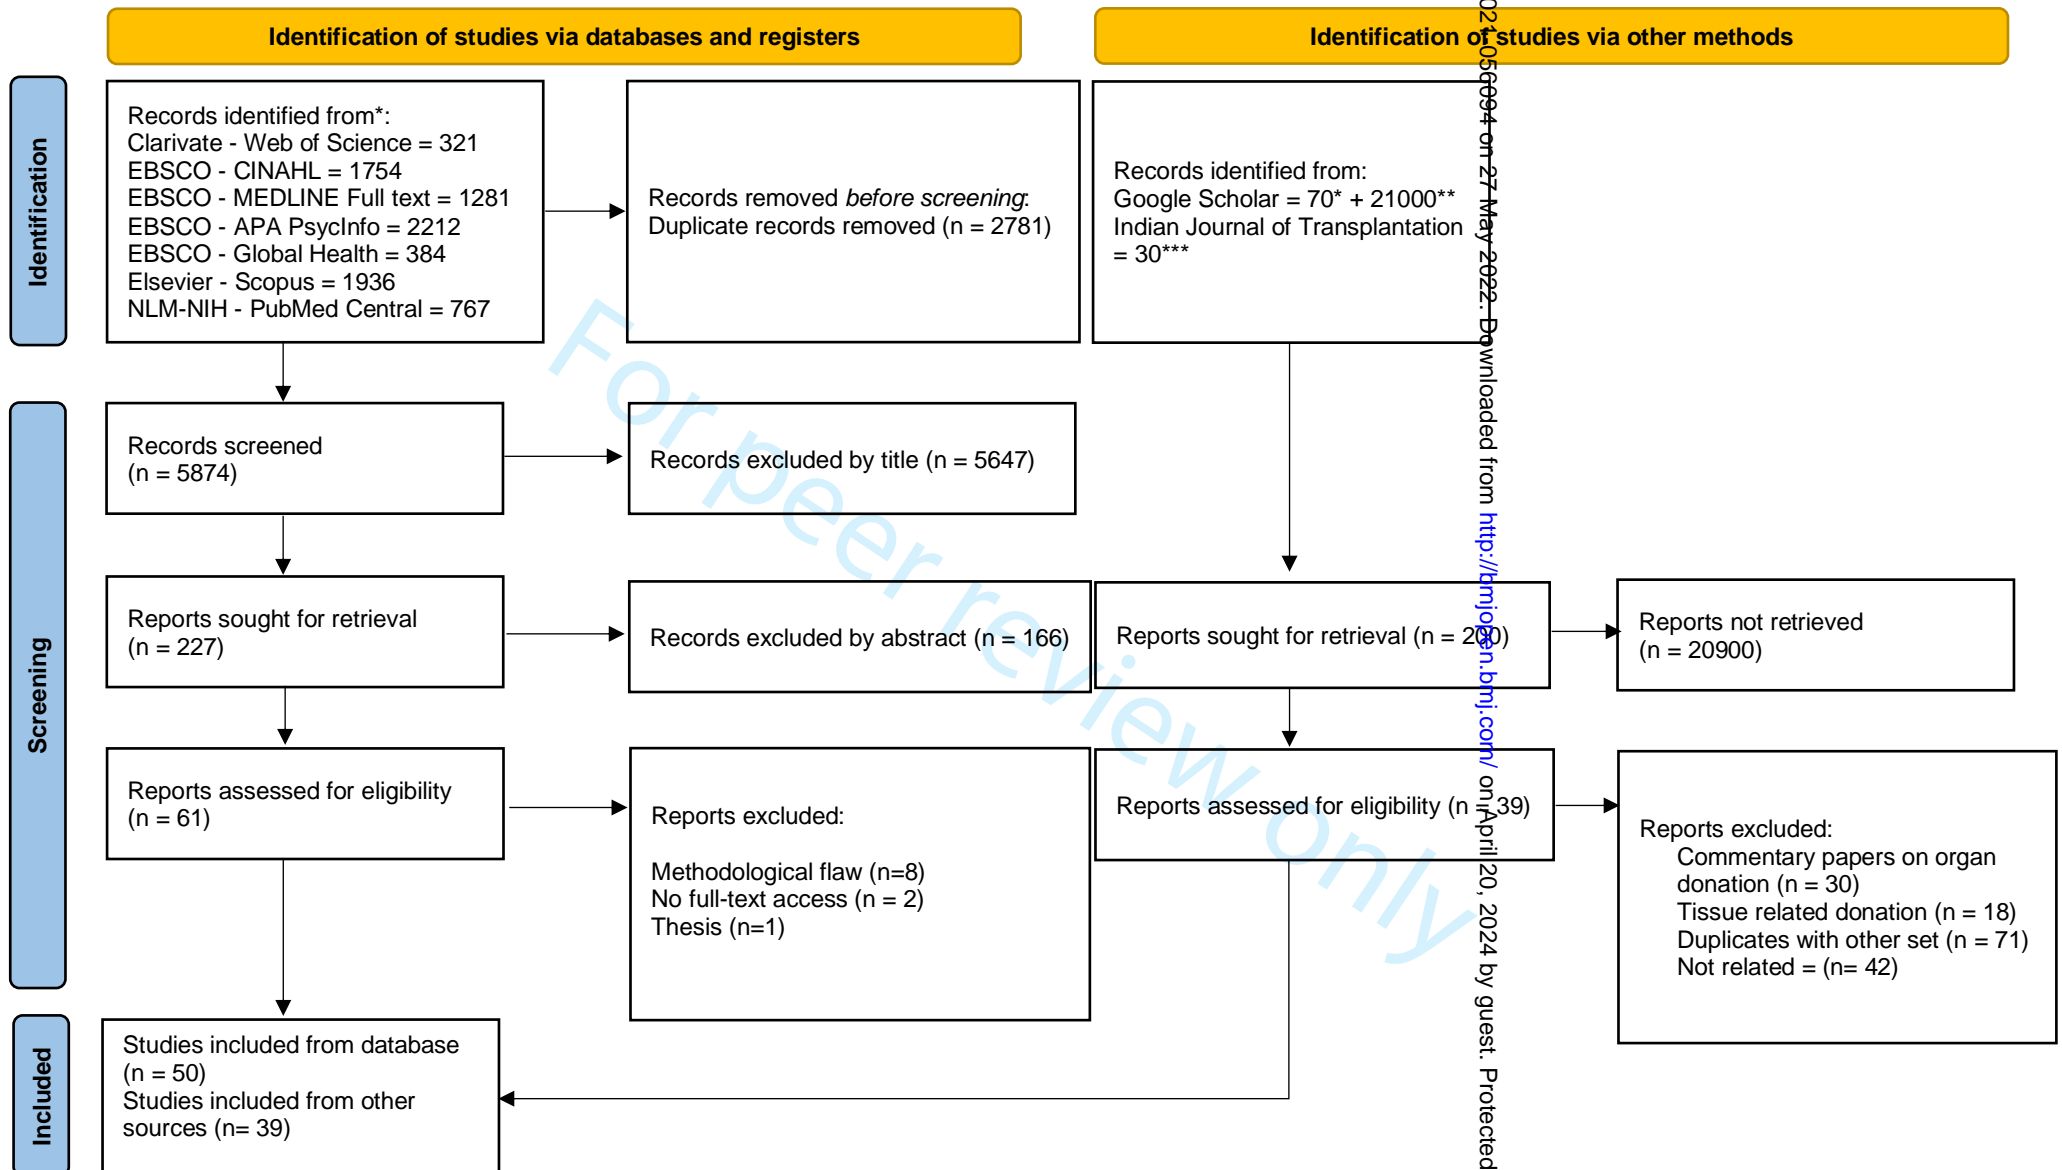 Identification of studies via databases and registers
Identification of studies via other methods
Identification
Records identified from*:
Clarivate - Web of Science = 321
EBSCO - CINAHL = 1754
EBSCO - MEDLINE Full text = 1281
EBSCO - APA PsycInfo = 2212
EBSCO - Global Health = 384
Elsevier - Scopus = 1936
NLM-NIH - PubMed Central = 767
Records removed before screening:
Duplicate records removed (n = 2781)
Records identified from:
Google Scholar = 70* + 21000**
Indian Journal of Transplantation
= 30***
Screening
Records screened
(n = 5874)
Records excluded by title (n = 5647)
Reports sought for retrieval
(n = 227)
Records excluded by abstract (n = 166)
Reports sought for retrieval (n = 200)
Reports not retrieved
(n = 20900)
Reports assessed for eligibility
(n = 61)
Reports excluded:
Methodological flaw (n=8)
No full-text access (n = 2)
Thesis (n=1)
Reports assessed for eligibility (n = 39)
Reports excluded:
Commentary papers on organ
donation (n = 30)
Tissue related donation (n = 18)
Duplicates with other set (n = 71)
Not related = (n= 42)
Included
Studies included from database
(n = 50)
Studies included from other
sources (n= 39)
For peer review only
021-056094 on 27 May 2022. Downloaded from http://bmjopen.bmj.com/ on April 20, 2024 by guest. Protected